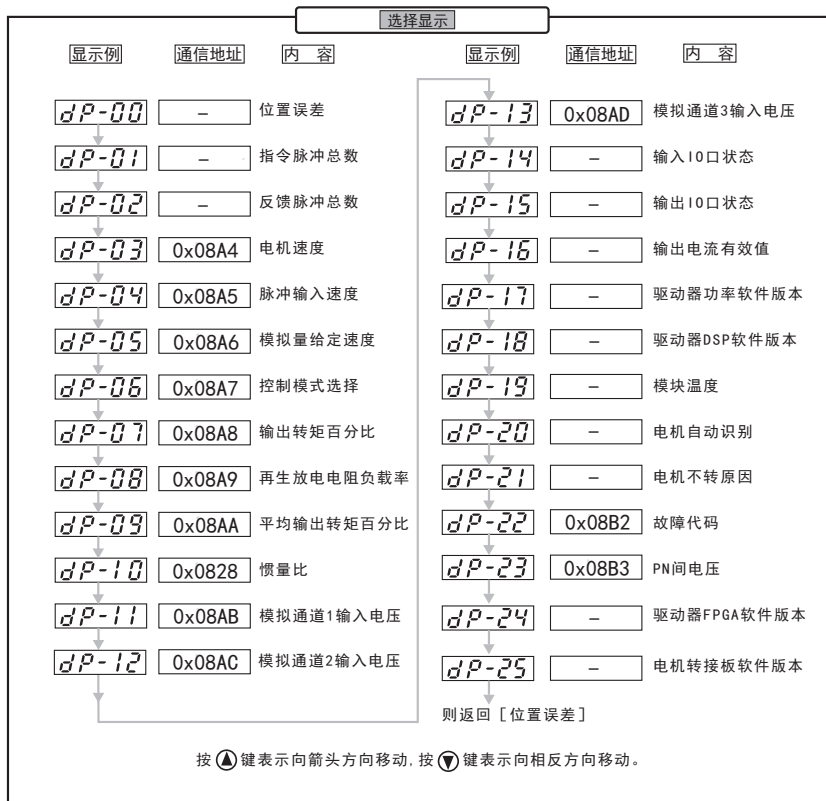 选择显示
显示例 通信地址 内 容
dP-00 – 位置误差
dP-01 – 指令脉冲总数
dP-02 – 反馈脉冲总数
dP-03 0x08A4 电机速度
dP-04 0x08A5 脉冲输入速度
dP-05 0x08A6 模拟量给定速度
dP-06 0x08A7 控制模式选择
dP-07 0x08A8 输出转矩百分比
dP-08 0x08A9 再生放电电阻负载率
dP-09 0x08AA 平均输出转矩百分比
dP-10 0x0828 惯量比
dP-11 0x08AB 模拟通道1输入电压
dP-12 0x08AC 模拟通道2输入电压
显示例 通信地址 内 容
dP-13 0x08AD 模拟通道3输入电压
dP-14 – 输入IO口状态
dP-15 – 输出IO口状态
dP-16 – 输出电流有效值
dP-17 – 驱动器功率软件版本
dP-18 – 驱动器DSP软件版本
dP-19 – 模块温度
dP-20 – 电机自动识别
dP-21 – 电机不转原因
dP-22 0x08B2 故障代码
dP-23 0x08B3 PN间电压
dP-24 – 驱动器FPGA软件版本
dP-25 – 电机转接板软件版本
则返回［位置误差］
按▲键表示向箭头方向移动,按▼键表示向相反方向移动。